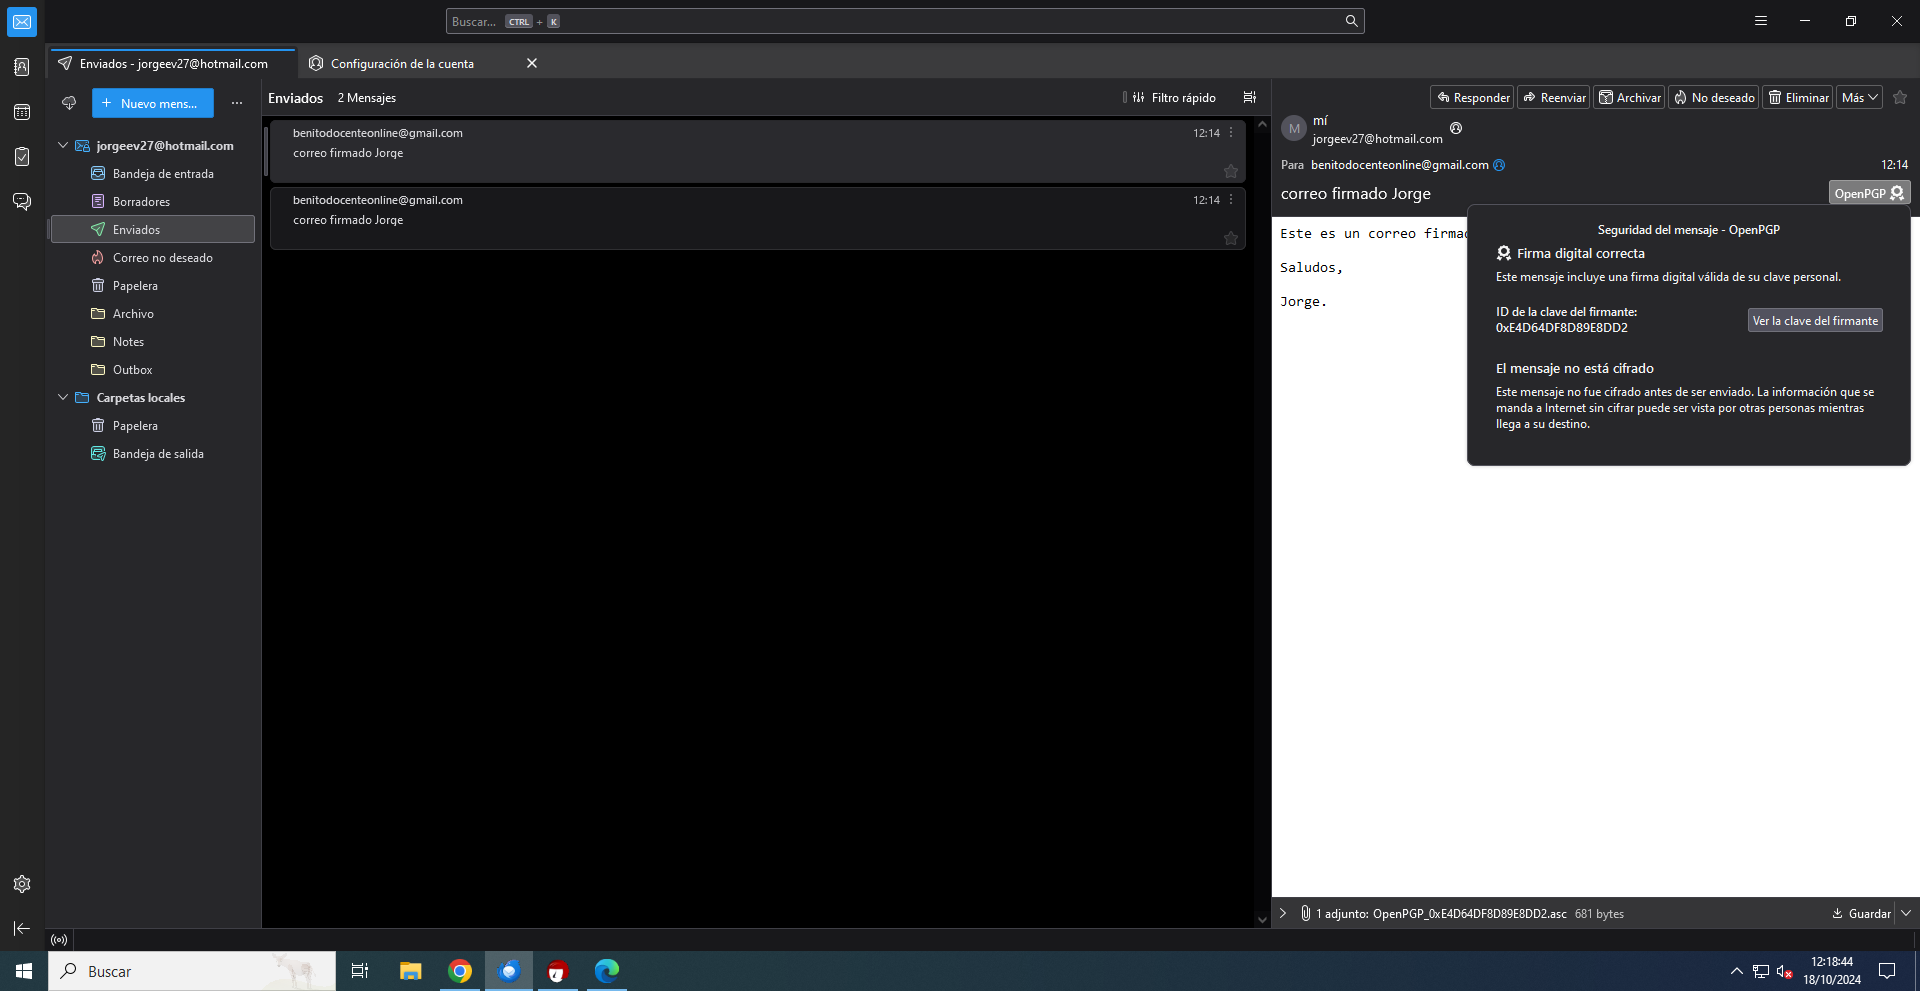 Buscar... CTRL + K
Enviados - jorgeev27@hotmail.com
Configuración de la cuenta
+ Nuevo mens...
jorgeev27@hotmail.com
Bandeja de entrada
Borradores
Enviados
Correo no deseado
Papelera
Archivo
Notes
Outbox
Carpetas locales
Papelera
Bandeja de salida
Enviados 2 Mensajes
Filtro rápido
benitodocenteonline@gmail.com 12:14
correo firmado Jorge
benitodocenteonline@gmail.com 12:14
correo firmado Jorge
Responder Reenviar Archivar No deseado Eliminar Más
M
mí
jorgeev27@hotmail.com
Para benitodocenteonline@gmail.com 12:14
correo firmado Jorge OpenPGP
Este es un correo firmad
Saludos,
Jorge.
Seguridad del mensaje - OpenPGP
Firma digital correcta
Este mensaje incluye una firma digital válida de su clave personal.
ID de la clave del firmante:
0xE4D64DF8D89E8DD2
Ver la clave del firmante
El mensaje no está cifrado
Este mensaje no fue cifrado antes de ser enviado. La información que se
manda a Internet sin cifrar puede ser vista por otras personas mientras
llega a su destino.
1 adjunto: OpenPGP_0xE4D64DF8D89E8DD2.asc 681 bytes
Guardar
Buscar
12:18:44
18/10/2024